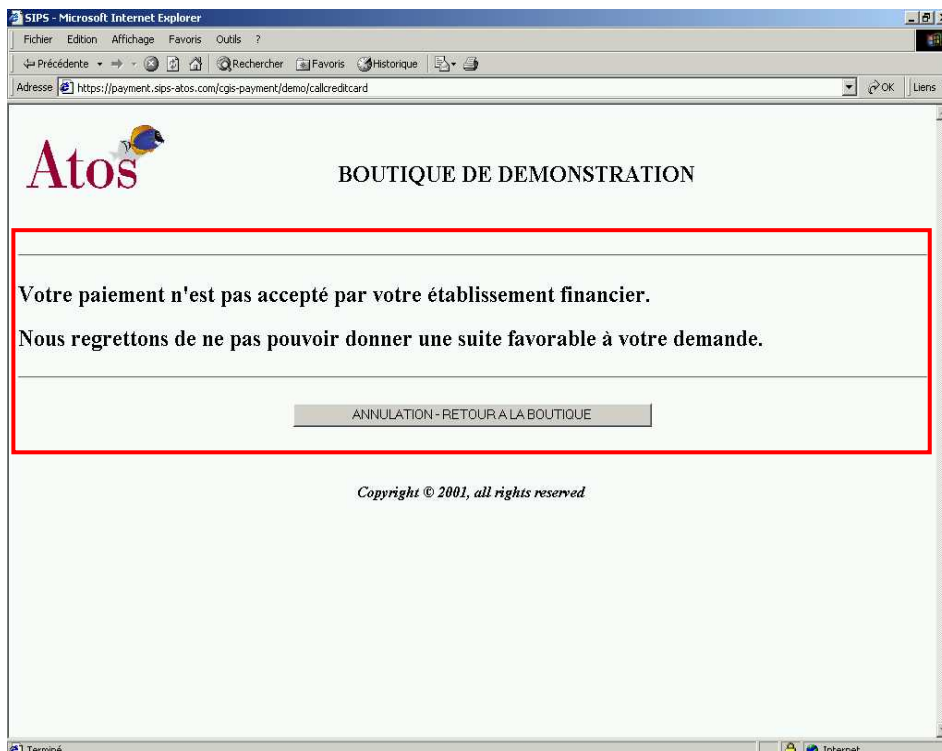 SIPS - Microsoft Internet Explorer
Fichier Edition Affichage Favoris Outils ?
Précédente Rechercher Favoris Historique
Adresse https://payment.sips-atos.com/cgis-payment/demo/callcreditcard OK Liens
Atos
BOUTIQUE DE DEMONSTRATION
Votre paiement n'est pas accepté par votre établissement financier.
Nous regrettons de ne pas pouvoir donner une suite favorable à votre demande.
ANNULATION - RETOUR A LA BOUTIQUE
Copyright © 2001, all rights reserved
Terminé Internet